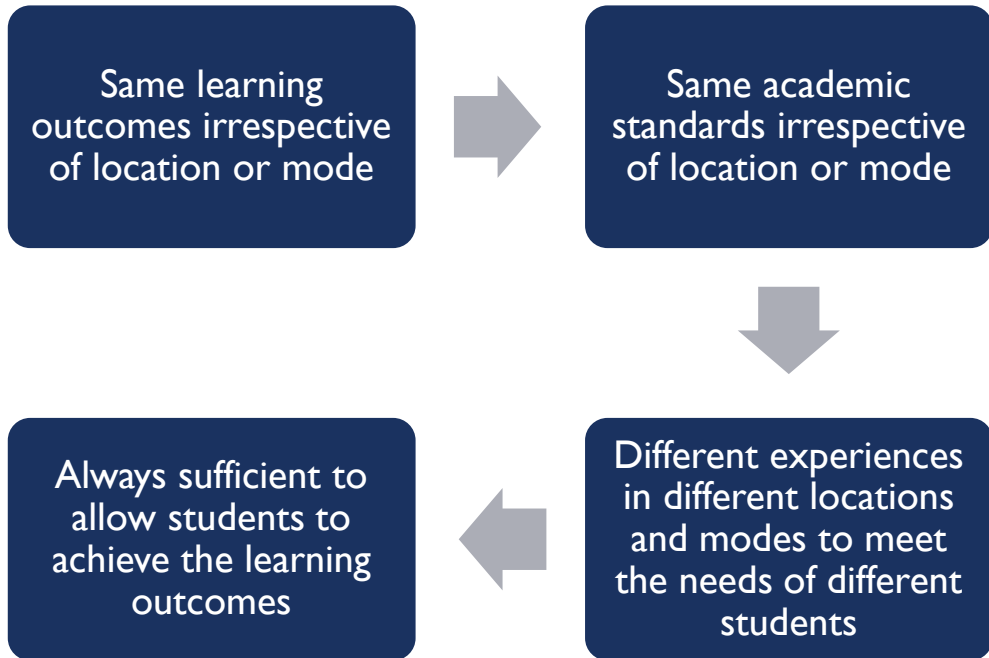 Same learning
outcomes irrespective
of location or mode
Same academic
standards irrespective
of location or mode
Different experiences
in different locations
and modes to meet
the needs of different
students
Always sufficient to
allow students to
achieve the learning
outcomes